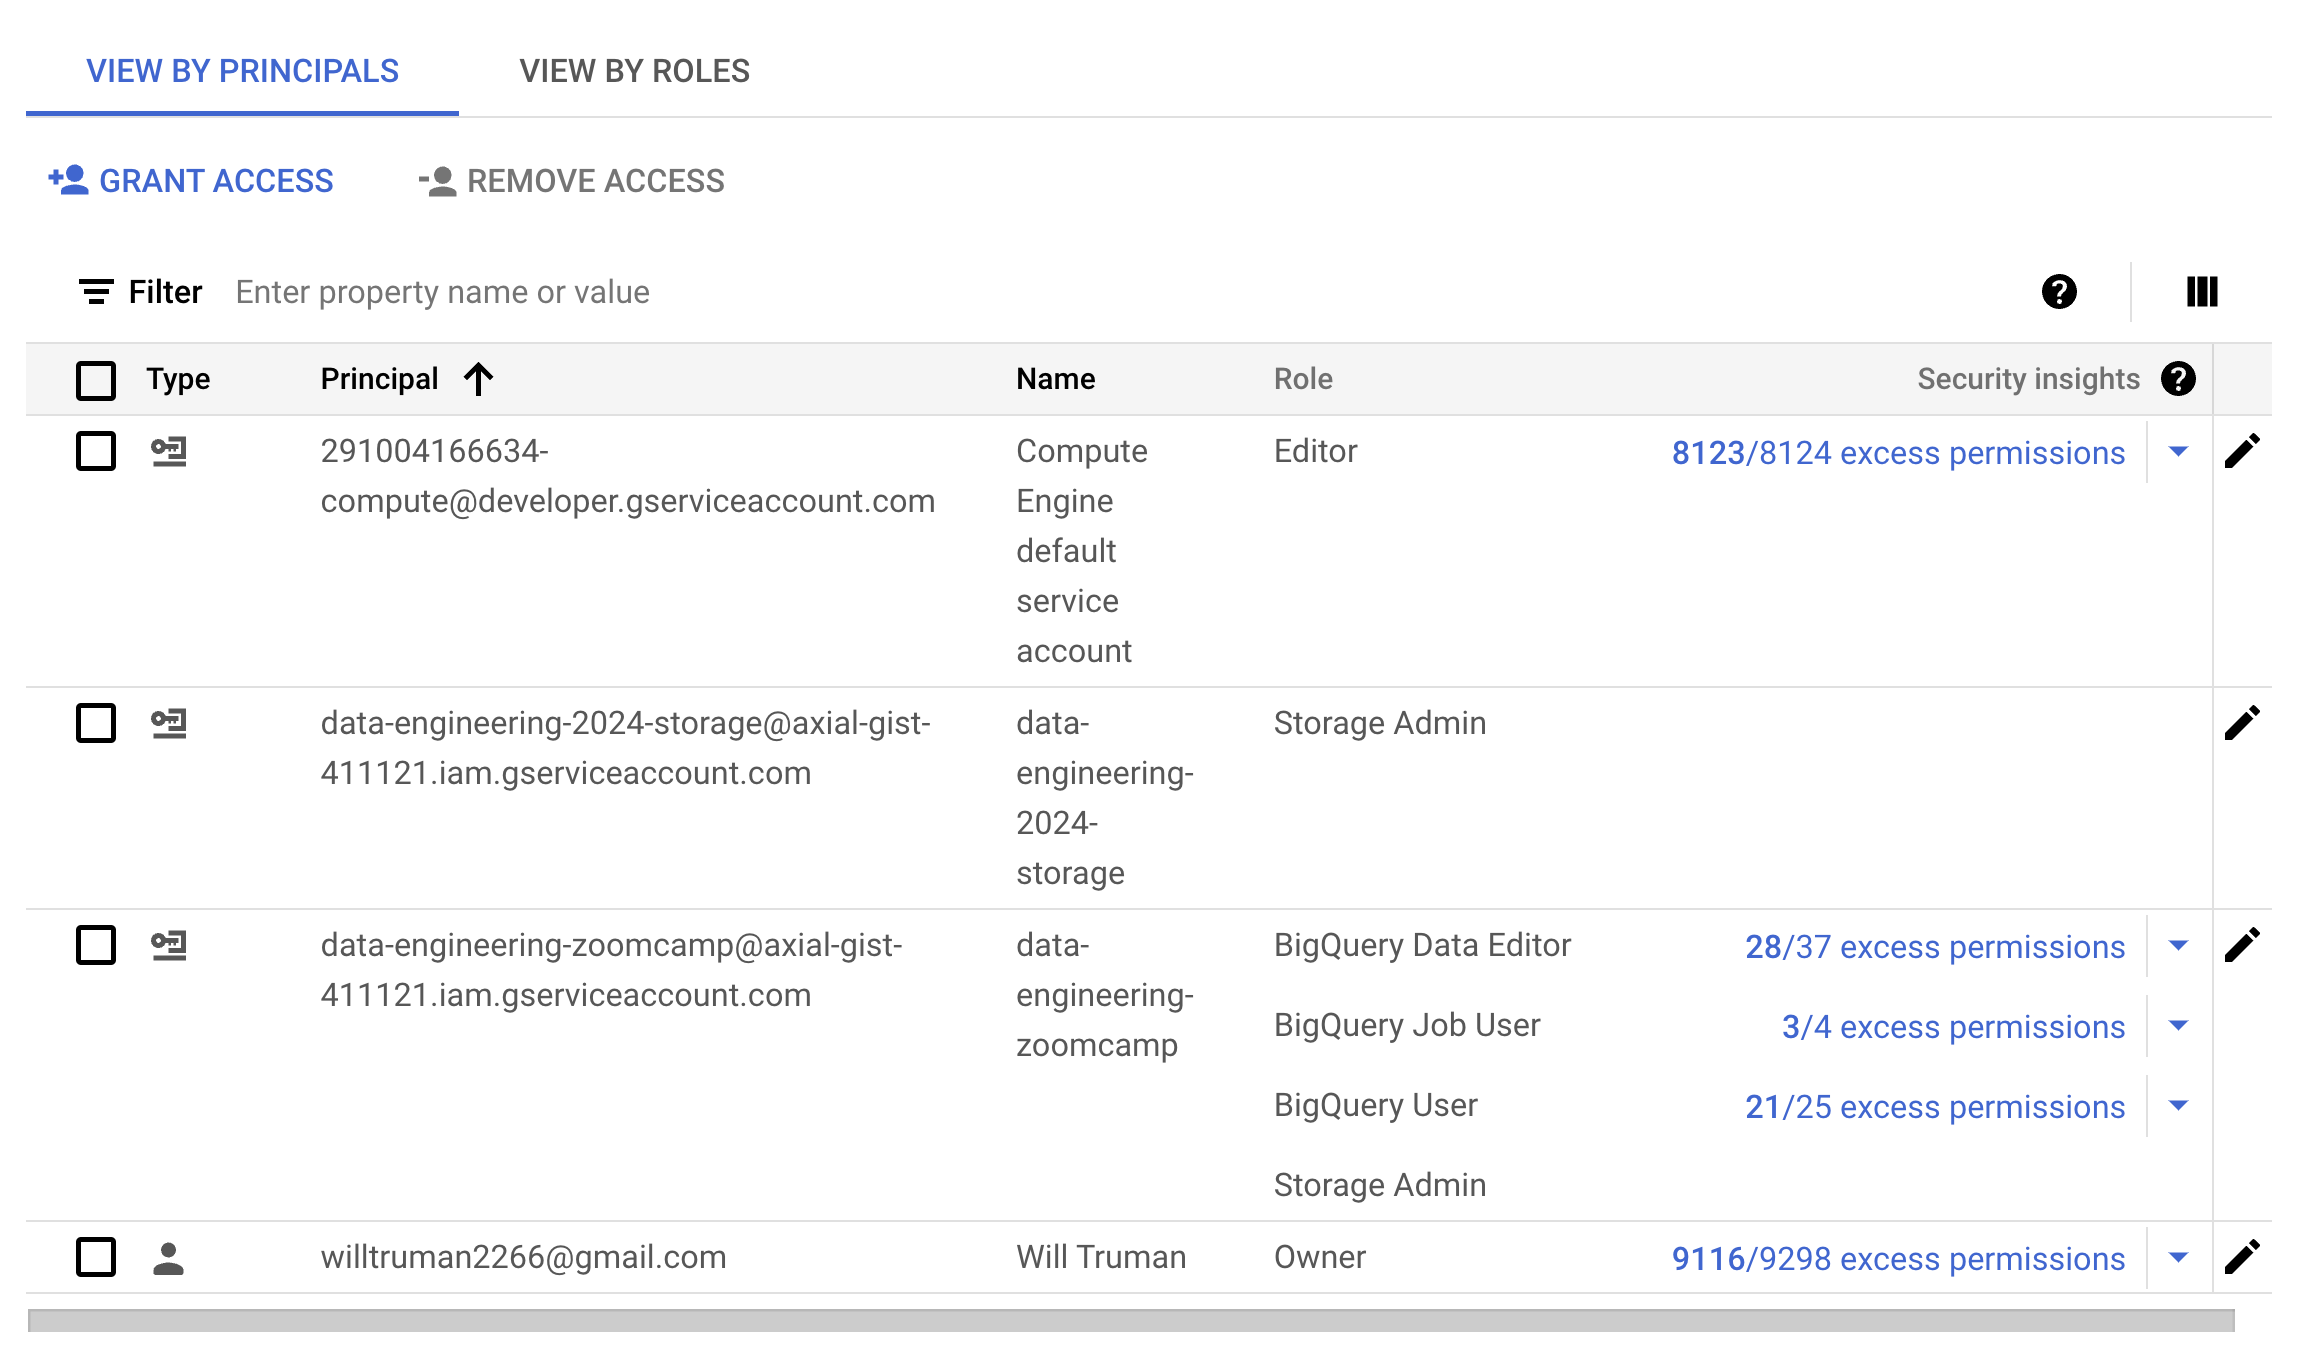 VIEW BY PRINCIPALS
VIEW BY ROLES
GRANT ACCESS
REMOVE ACCESS
Filter
Enter property name or value
Type
Principal
Name
Role
Security insights
291004166634-
compute@developer.gserviceaccount.com
Compute
Engine
default
service
account
Editor
8123/8124 excess permissions
data-engineering-2024-storage@axial-gist-
411121.iam.gserviceaccount.com
data-
engineering-
2024-
storage
Storage Admin
data-engineering-zoomcamp@axial-gist-
411121.iam.gserviceaccount.com
data-
engineering-
zoomcamp
BigQuery Data Editor
28/37 excess permissions
BigQuery Job User
3/4 excess permissions
BigQuery User
21/25 excess permissions
Storage Admin
willtruman2266@gmail.com
Will Truman
Owner
9116/9298 excess permissions